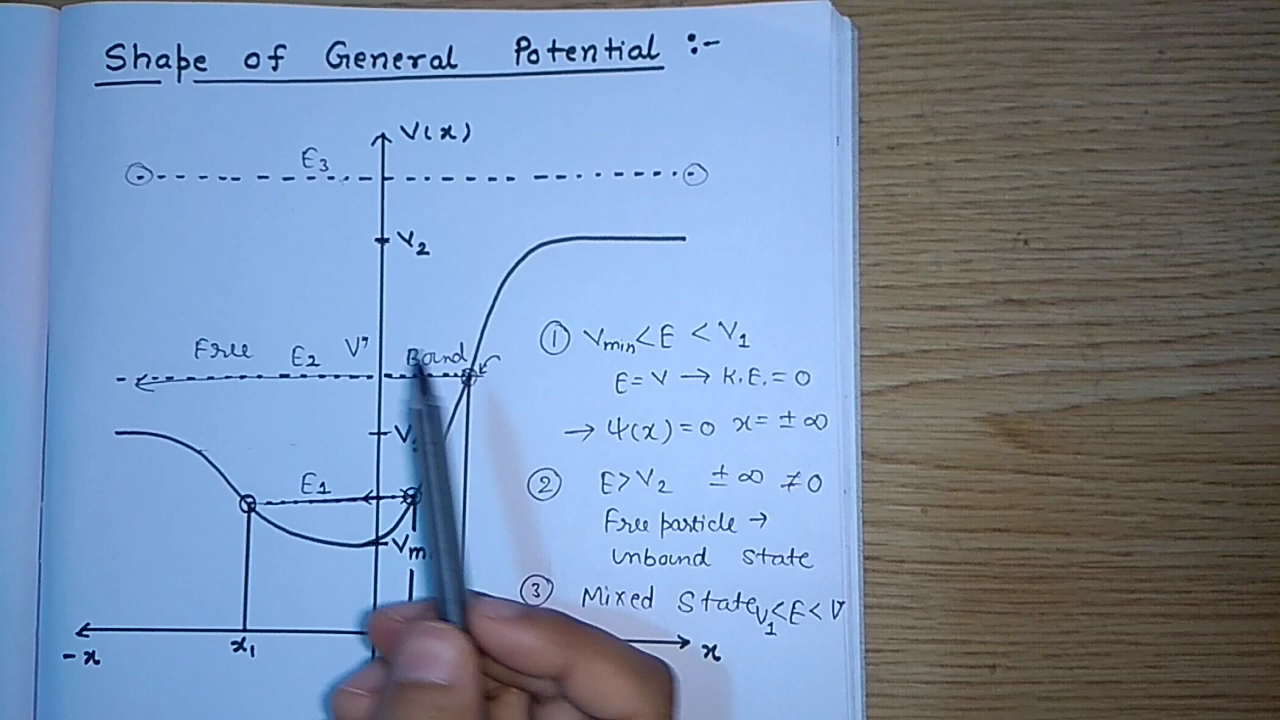 Shape of General Potential :-
V(x)
E3
V2
Free E2 V' Bound
V
E1
Vm
-x x1 x
① Vmin < E < V1
E = V → K.E. = 0
→ Ψ(x) = 0 x = ± ∞
② E > V2 ± ∞ ≠ 0
Free particle →
unbound state
③ Mixed State V1 < E < V